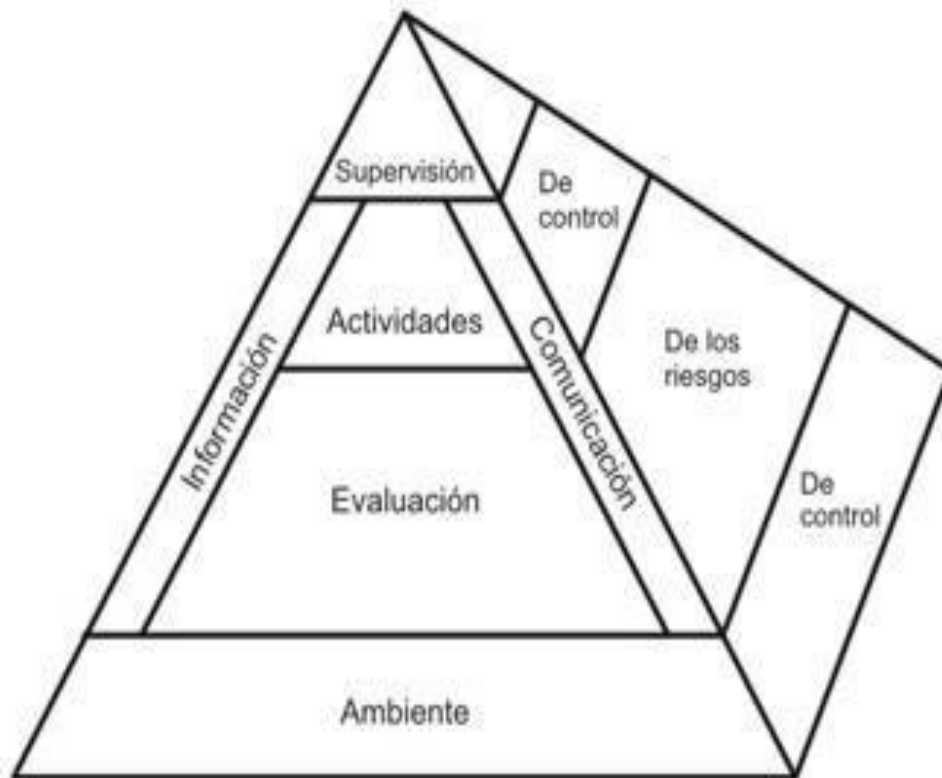 Supervisión
De
control
Actividades
De los
riesgos
Información
Comunicación
Evaluación
De
control
Ambiente